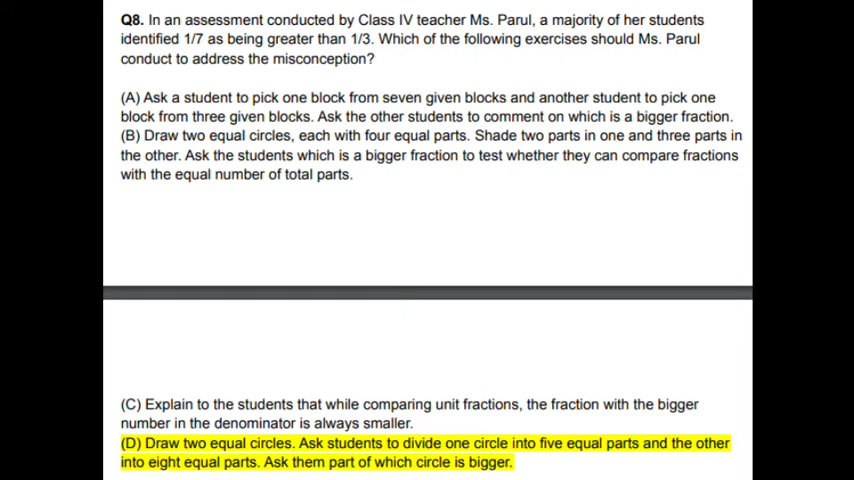 Q8. In an assessment conducted by Class IV teacher Ms. Parul, a majority of her students
identified 1/7 as being greater than 1/3. Which of the following exercises should Ms. Parul
conduct to address the misconception?
(A) Ask a student to pick one block from seven given blocks and another student to pick one
block from three given blocks. Ask the other students to comment on which is a bigger fraction.
(B) Draw two equal circles, each with four equal parts. Shade two parts in one and three parts in
the other. Ask the students which is a bigger fraction to test whether they can compare fractions
with the equal number of total parts.
(C) Explain to the students that while comparing unit fractions, the fraction with the bigger
number in the denominator is always smaller.
(D) Draw two equal circles. Ask students to divide one circle into five equal parts and the other
into eight equal parts. Ask them part of which circle is bigger.